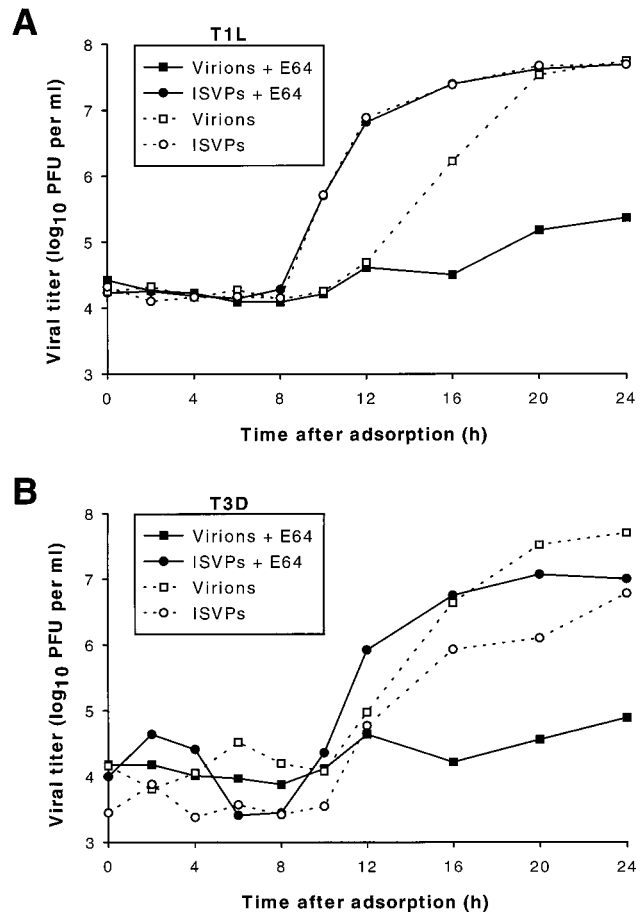 A
T1L
Virions + E64
ISVPs + E64
Virions
ISVPs
Viral titer (log10 PFU per ml)
8
7
6
5
4
3
0
4
8
12
16
20
24
Time after adsorption (h)
B
T3D
Virions + E64
ISVPs + E64
Virions
ISVPs
Viral titer (log10 PFU per ml)
8
7
6
5
4
3
0
4
8
12
16
20
24
Time after adsorption (h)